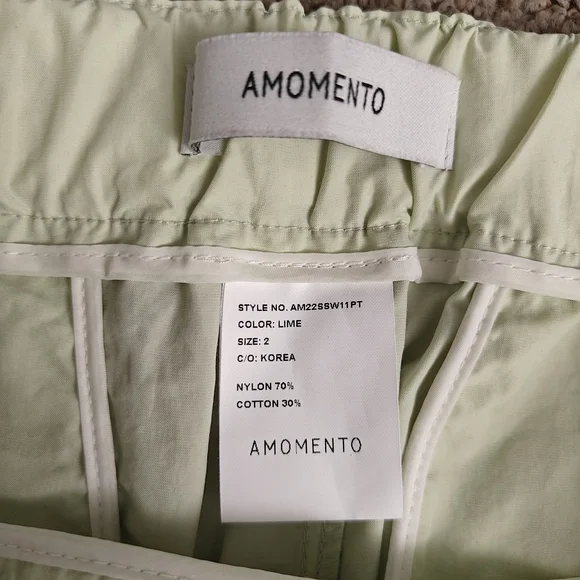 AMOMENTO
STYLE NO. AM22SSW11PT
COLOR: LIME
SIZE: 2
C/O: KOREA
NYLON 70%
COTTON 30%
AMOMENTO